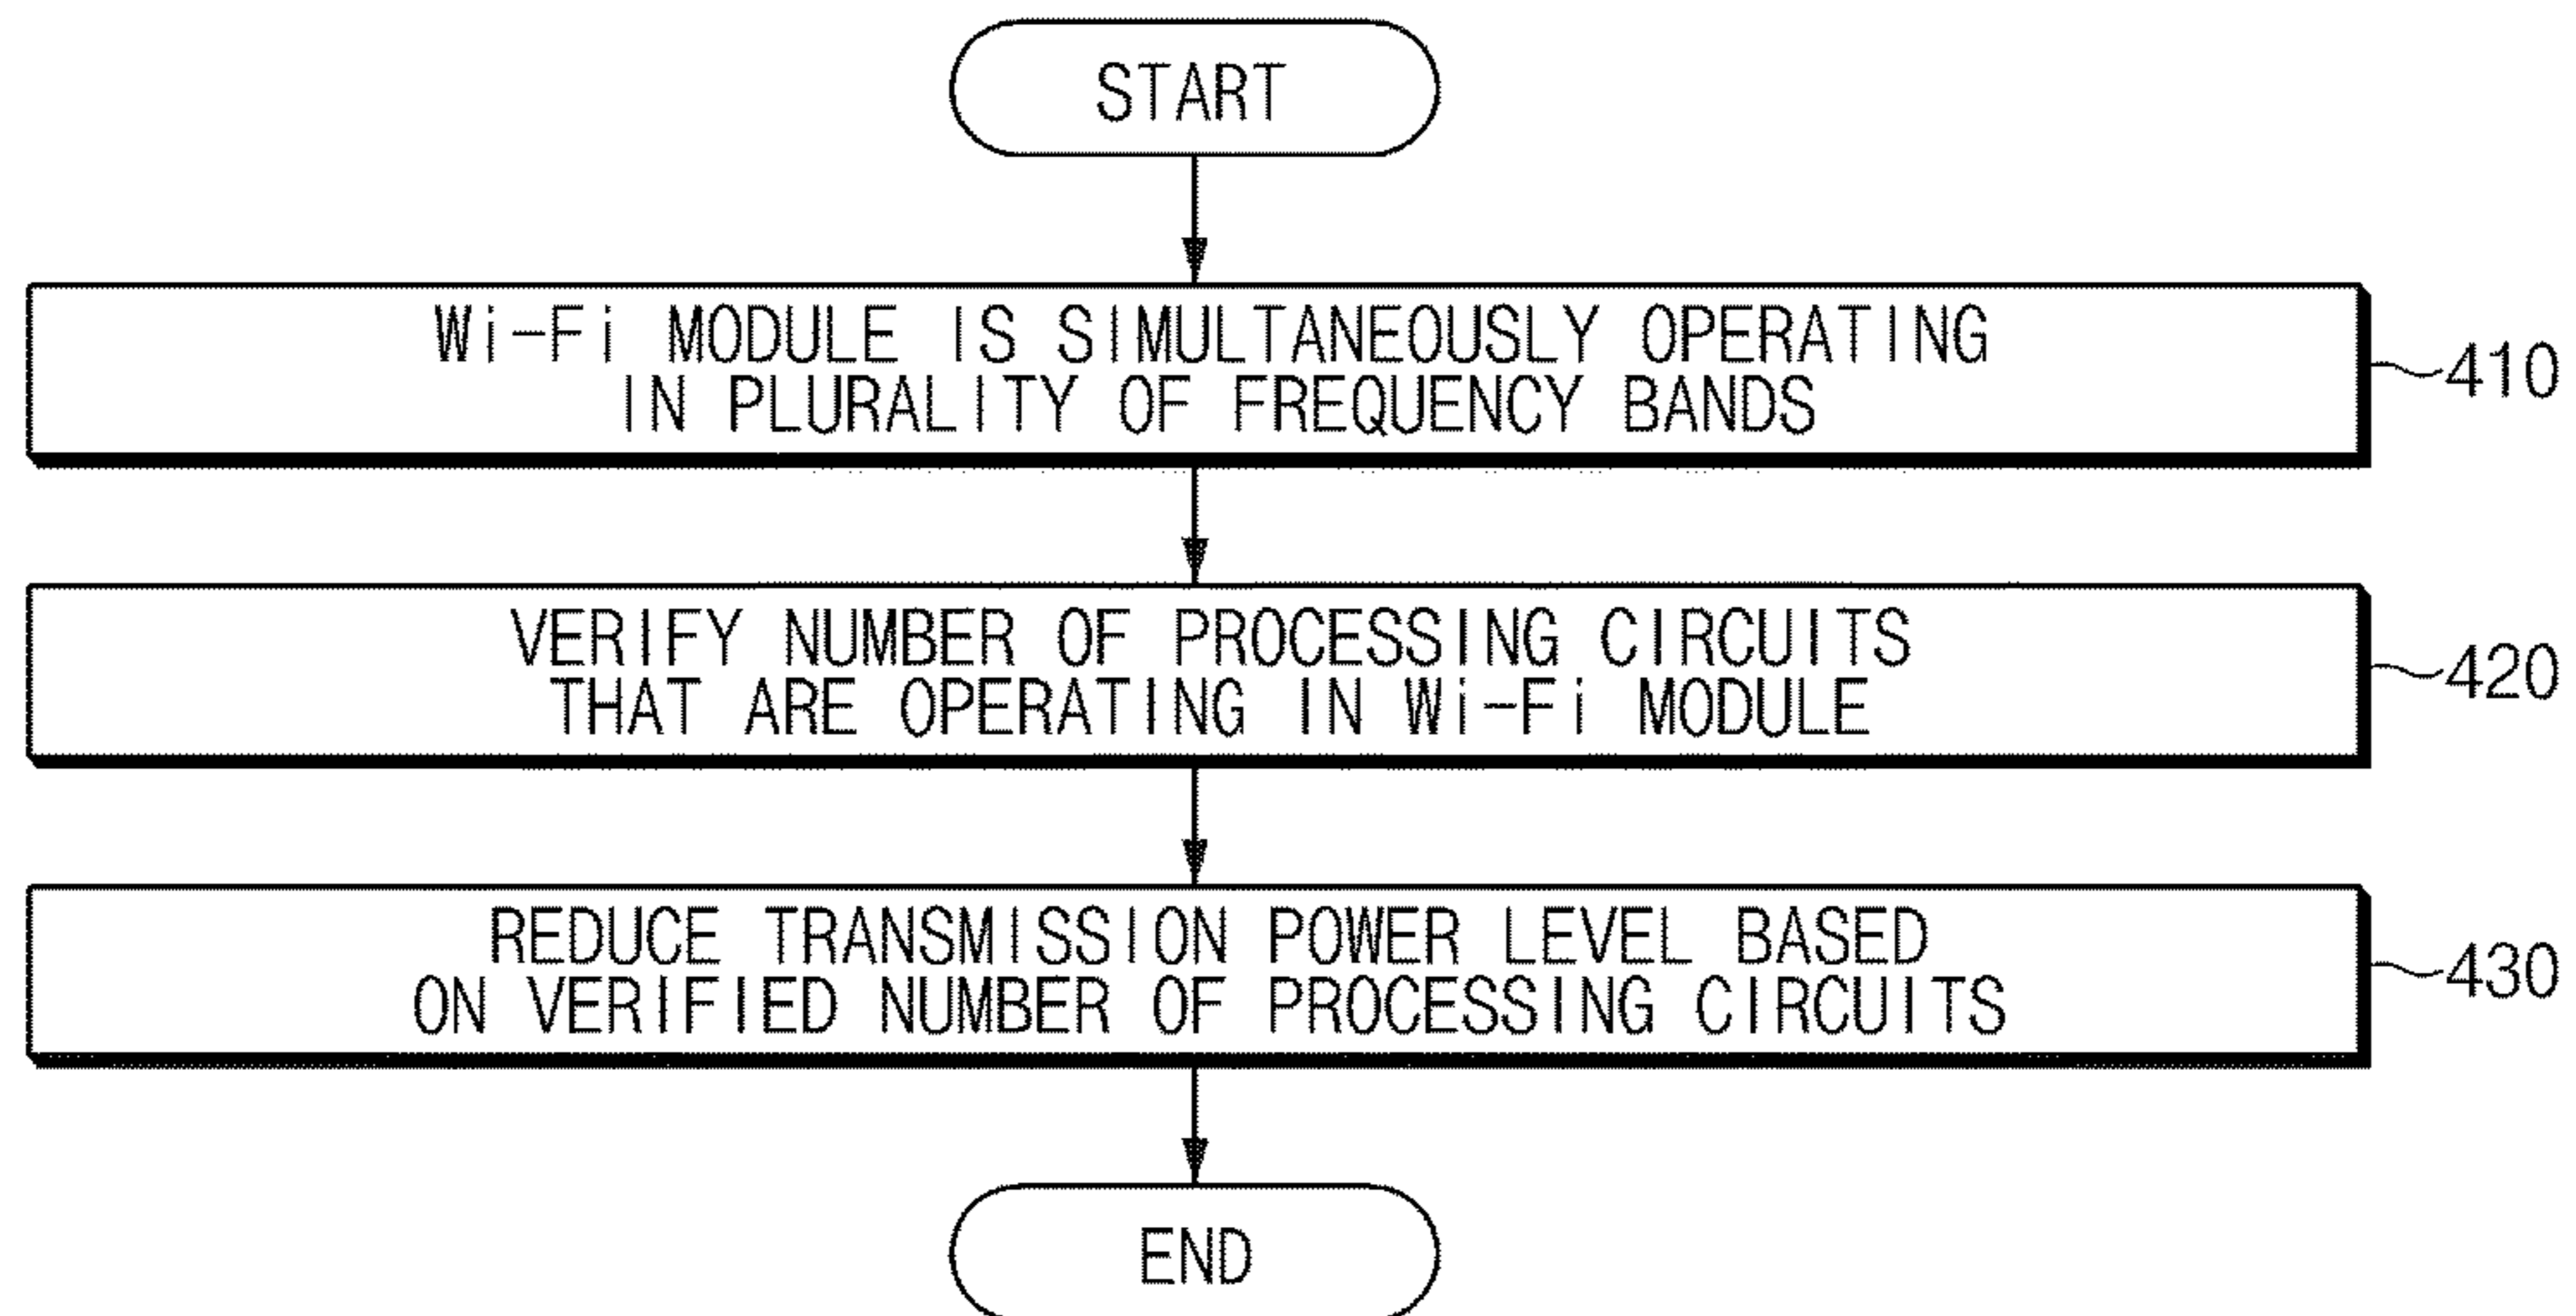 START
Wi-Fi MODULE IS SIMULTANEOUSLY OPERATING
IN PLURALITY OF FREQUENCY BANDS
410
VERIFY NUMBER OF PROCESSING CIRCUITS
THAT ARE OPERATING IN Wi-Fi MODULE
420
REDUCE TRANSMISSION POWER LEVEL BASED
ON VERIFIED NUMBER OF PROCESSING CIRCUITS
430
END